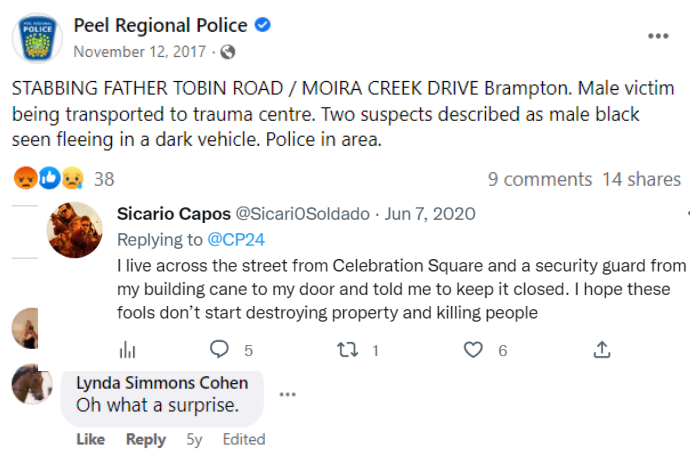 PEEL REGIONAL
POLICE
Peel Regional Police
November 12, 2017 ·
STABBING FATHER TOBIN ROAD / MOIRA CREEK DRIVE Brampton. Male victim
being transported to trauma centre. Two suspects described as male black
seen fleeing in a dark vehicle. Police in area.
38 9 comments 14 shares
Sicario Capos @Sicari0Soldado · Jun 7, 2020
Replying to @CP24
I live across the street from Celebration Square and a security guard from
my building cane to my door and told me to keep it closed. I hope these
fools don’t start destroying property and killing people
5 1 6
Lynda Simmons Cohen
Oh what a surprise.
Like Reply 5y Edited